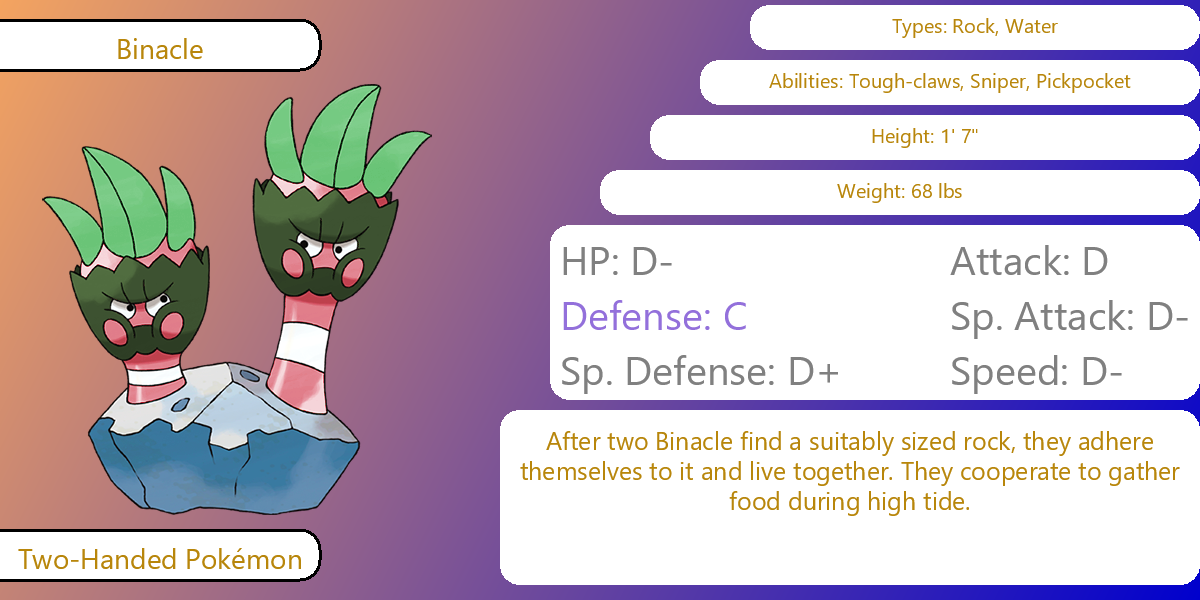 Binacle
Types: Rock, Water
Abilities: Tough-claws, Sniper, Pickpocket
Height: 1' 7"
Weight: 68 lbs
HP: D-
Attack: D
Defense: C
Sp. Attack: D-
Sp. Defense: D+
Speed: D-
After two Binacle find a suitably sized rock, they adhere
themselves to it and live together. They cooperate to gather
food during high tide.
Two-Handed Pokémon